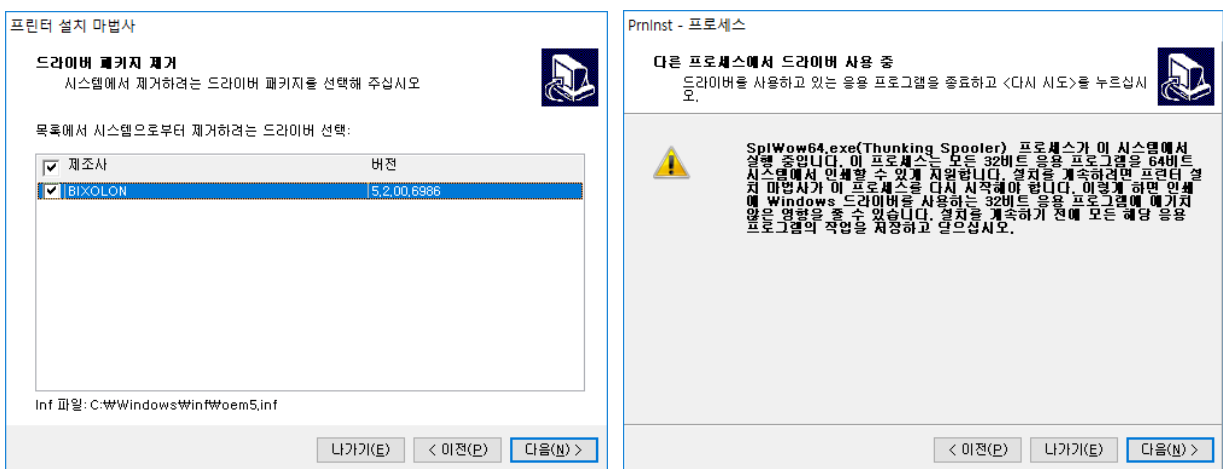 프린터 설치 마법사
드라이버 패키지 제거
시스템에서 제거하려는 드라이버 패키지를 선택해 주십시오
목록에서 시스템으로부터 제거하려는 드라이버 선택:
제조사 버전
BIXOLON 5.2.00.6986
Inf 파일: C:₩Windows₩inf₩oem5.inf
나가기(E) < 이전(P) 다음(N) >
PrnInst - 프로세스
다른 프로세스에서 드라이버 사용 중
드라이버를 사용하고 있는 응용 프로그램을 종료하고 <다시 시도>를 누르십시
오.
SplWow64.exe(Thunking Spooler) 프로세스가 이 시스템에서
실행 중입니다. 이 프로세스는 모든 32비트 응용 프로그램을 64비트
시스템에서 인쇄할 수 있게 지원합니다. 설치를 계속하려면 프린터 설
치 마법사가 이 프로세스를 다시 시작해야 합니다. 이렇게 하면 인쇄
에 Windows 드라이버를 사용하는 32비트 응용 프로그램에 예기치
않은 영향을 줄 수 있습니다. 설치를 계속하기 전에 모든 해당 응용
프로그램의 작업을 저장하고 닫으십시오.
< 이전(P) 나가기(E) 다음(N) >